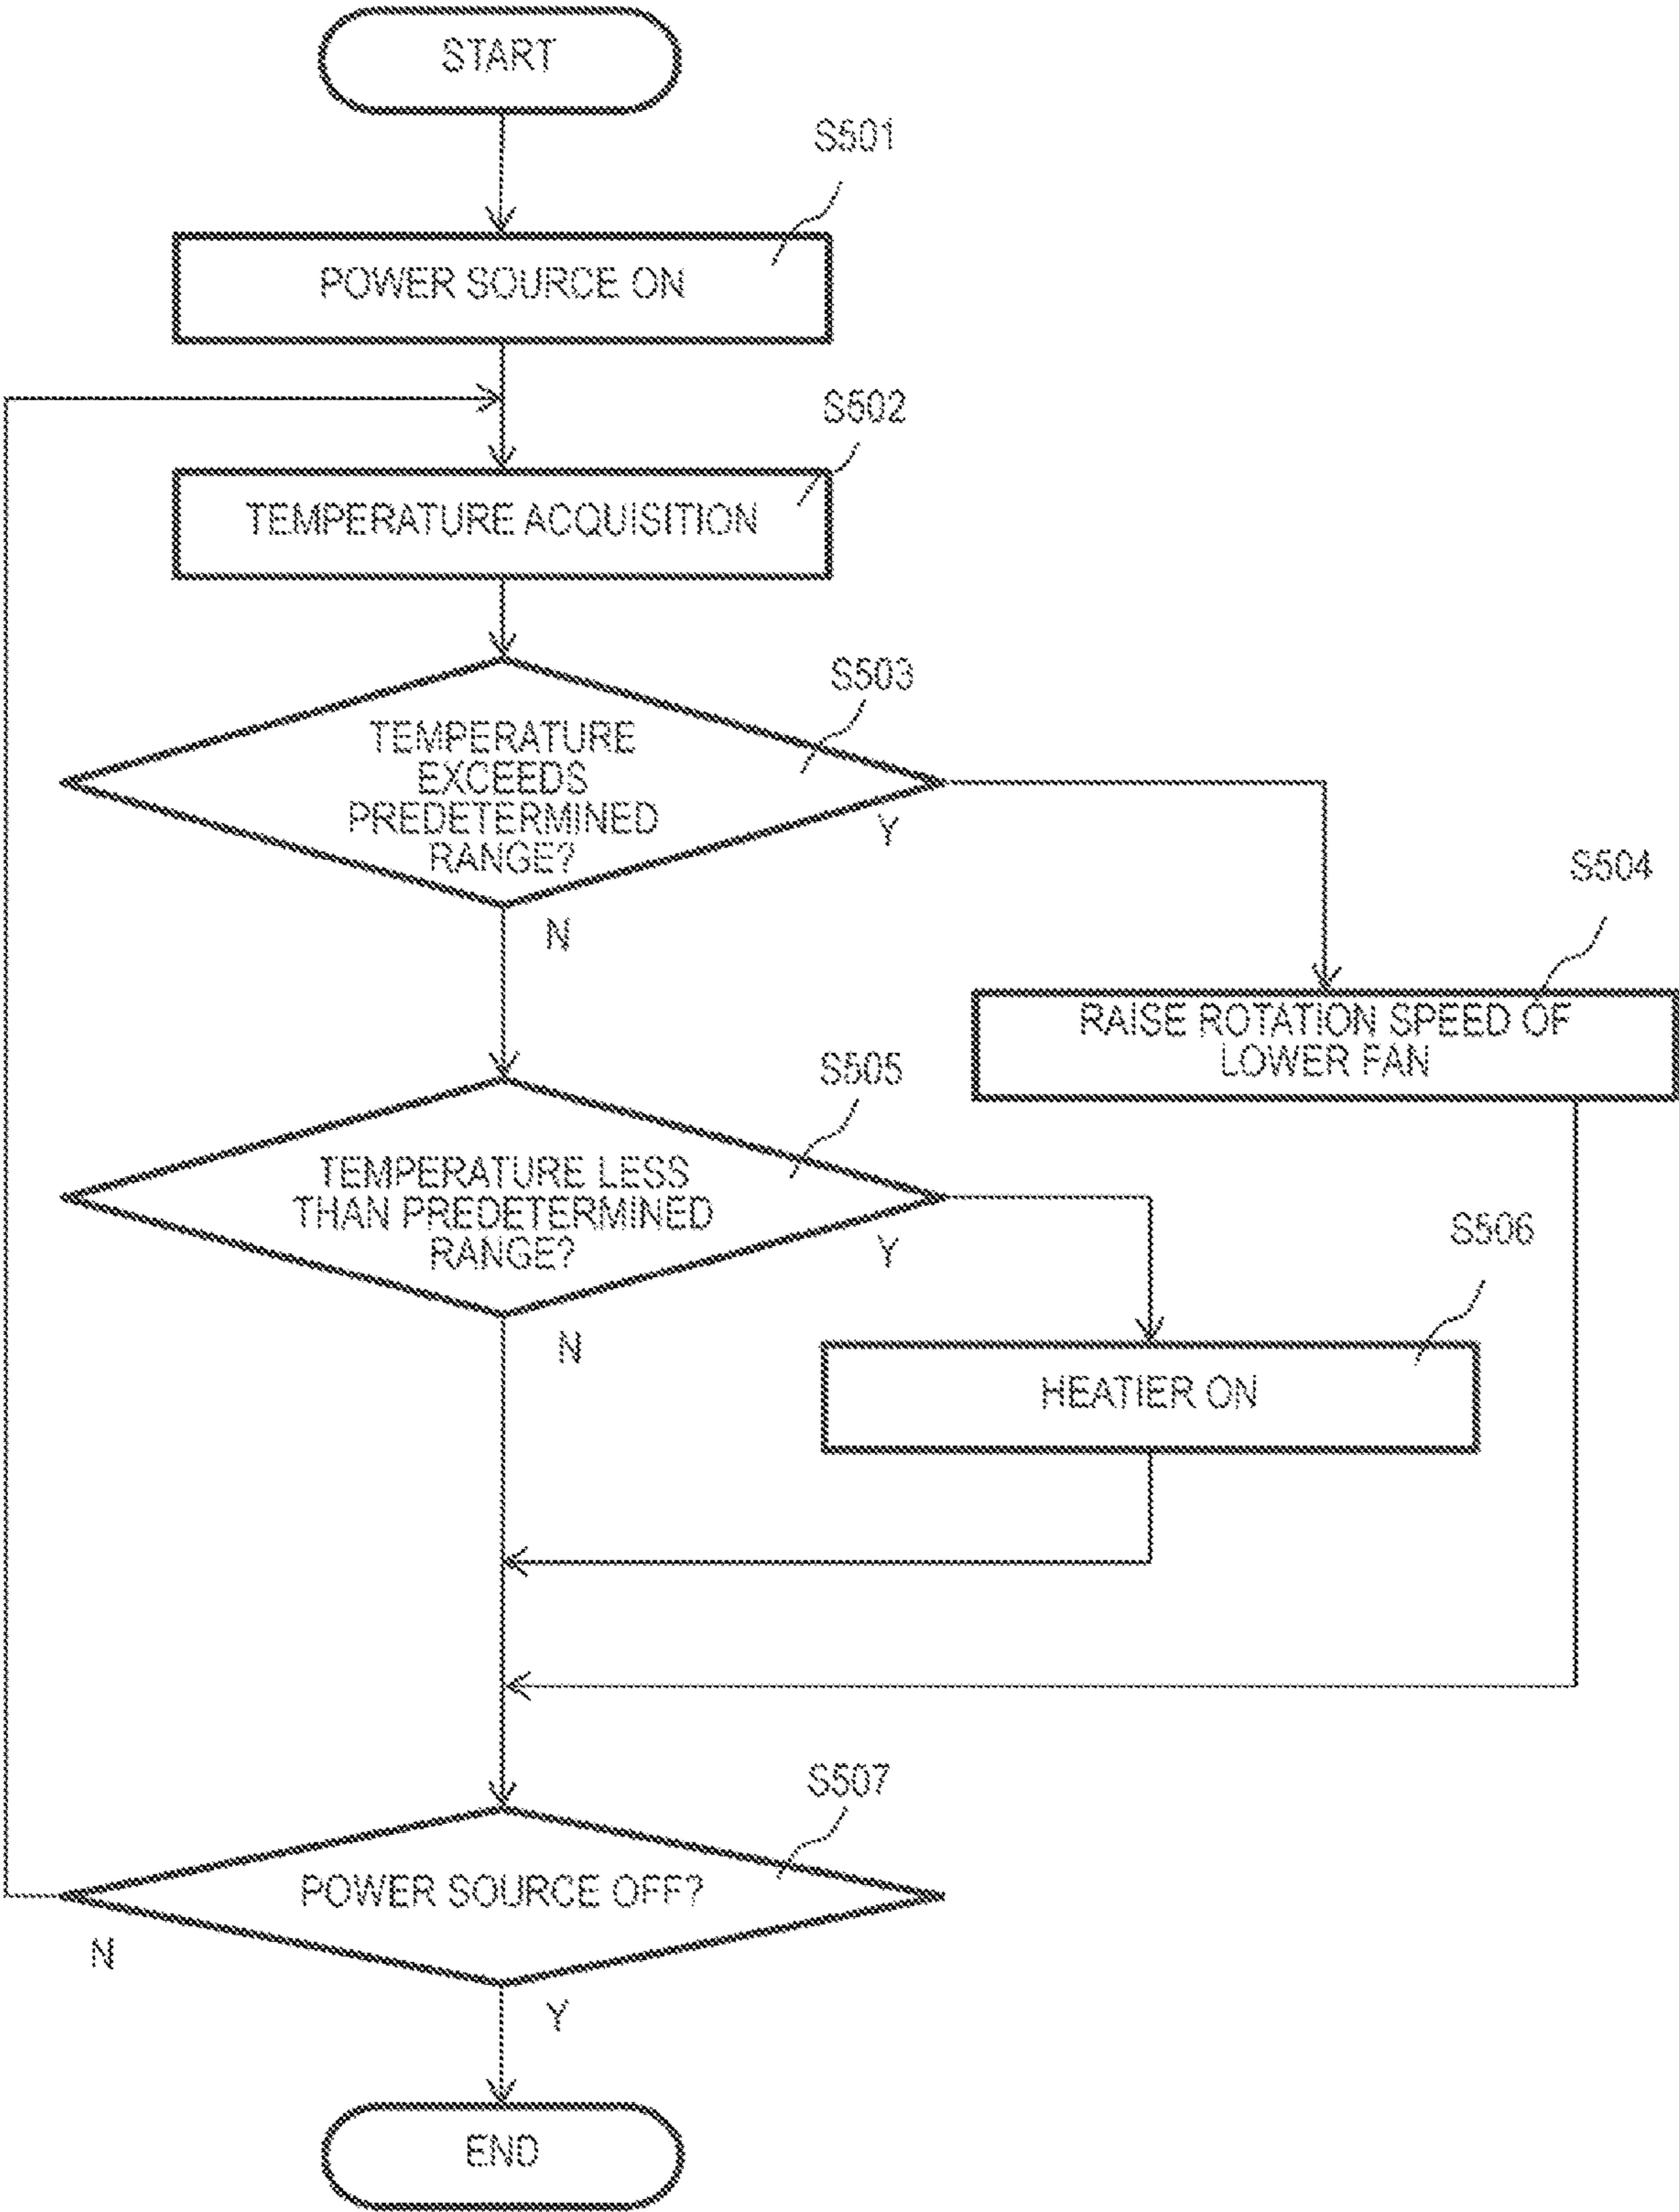 START
S501
POWER SOURCE ON
S502
TEMPERATURE ACQUISITION
S503
TEMPERATURE
EXCEEDS
PREDETERMINED
RANGE?
Y
N
S504
RAISE ROTATION SPEED OF
LOWER FAN
S505
TEMPERATURE LESS
THAN PREDETERMINED
RANGE?
Y
N
S506
HEATIER ON
S507
POWER SOURCE OFF?
N
Y
END